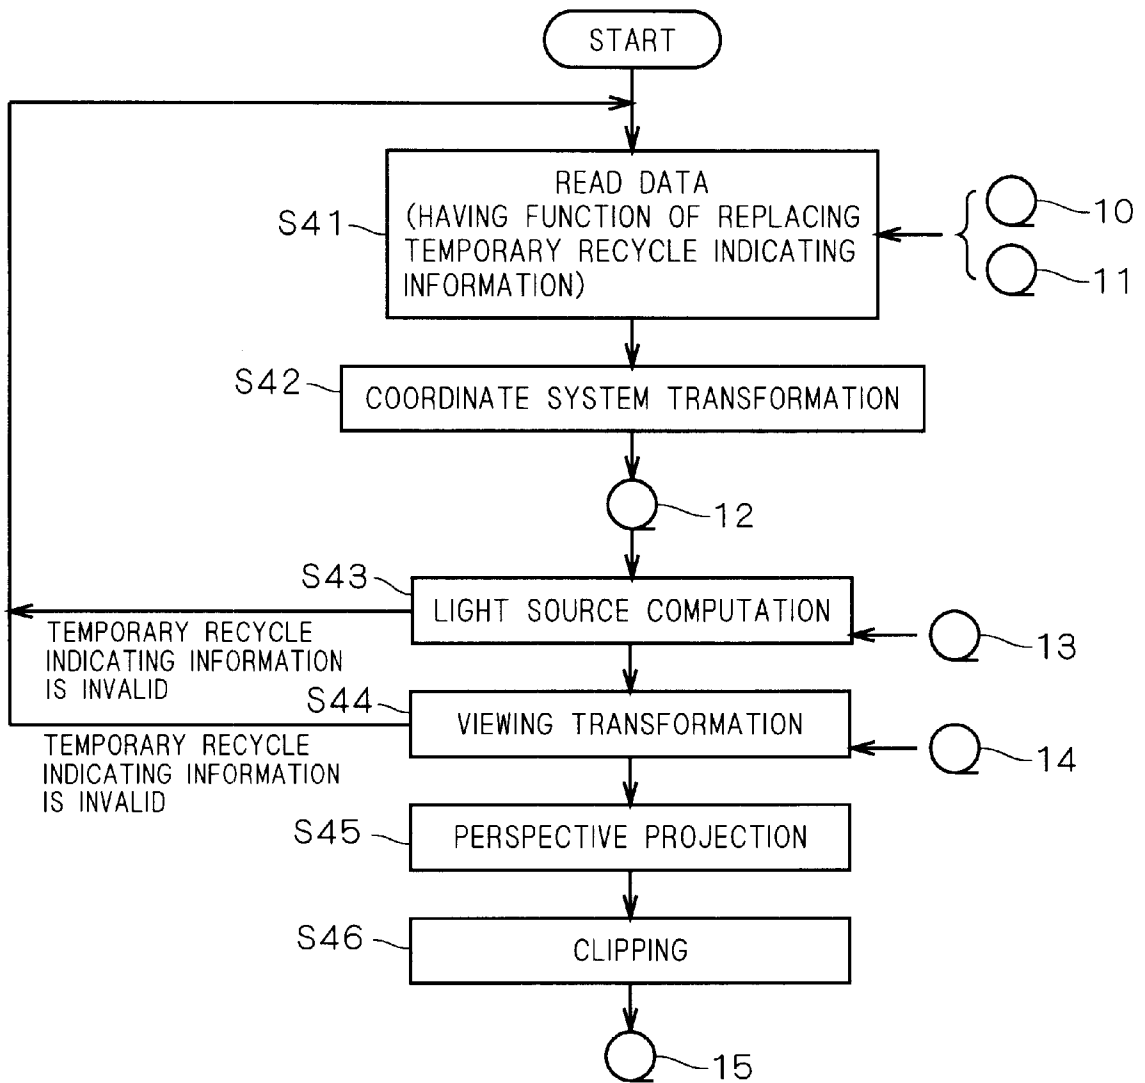 START
READ DATA
(HAVING FUNCTION OF REPLACING
TEMPORARY RECYCLE INDICATING
INFORMATION)
S41
10
11
S42
COORDINATE SYSTEM TRANSFORMATION
12
S43
LIGHT SOURCE COMPUTATION
13
TEMPORARY RECYCLE
INDICATING INFORMATION
IS INVALID
S44
VIEWING TRANSFORMATION
14
TEMPORARY RECYCLE
INDICATING INFORMATION
IS INVALID
S45
PERSPECTIVE PROJECTION
S46
CLIPPING
15